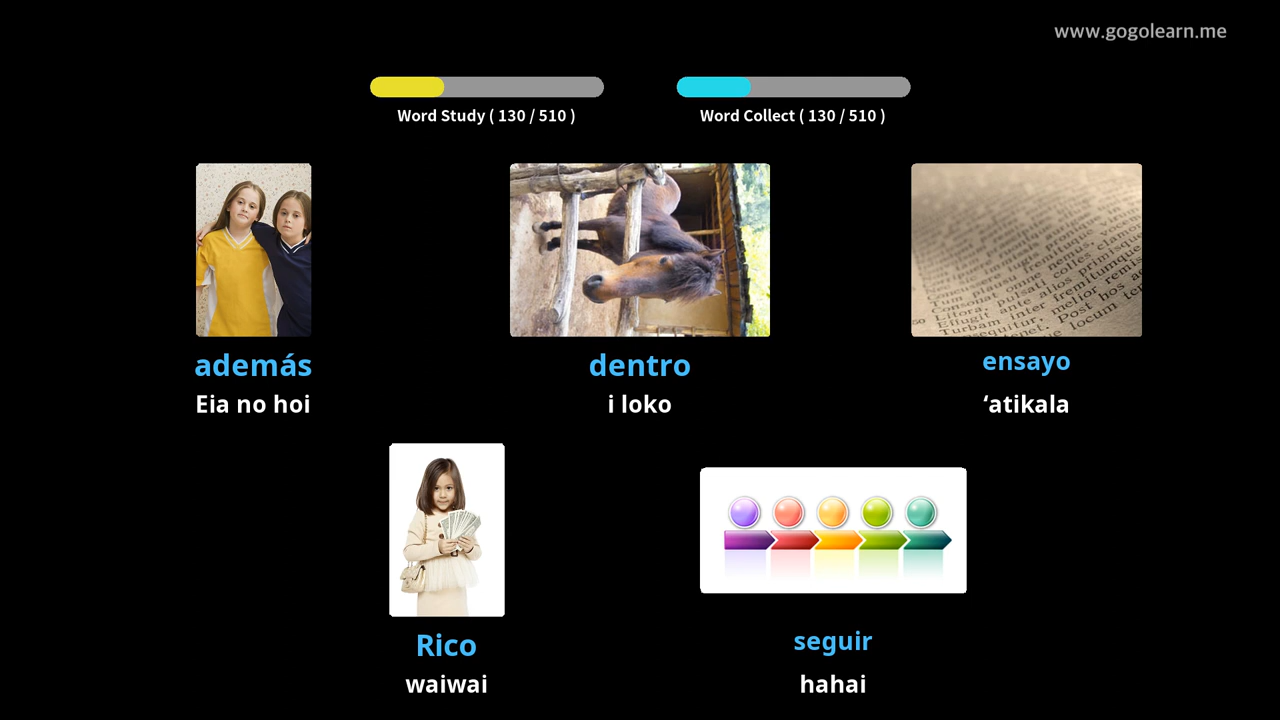 www.gogolearn.me
Word Study ( 130 / 510 )
Word Collect ( 130 / 510 )
además
Eia no hoi
dentro
i loko
ensayo
ʻatikala
Rico
waiwai
seguir
hahai